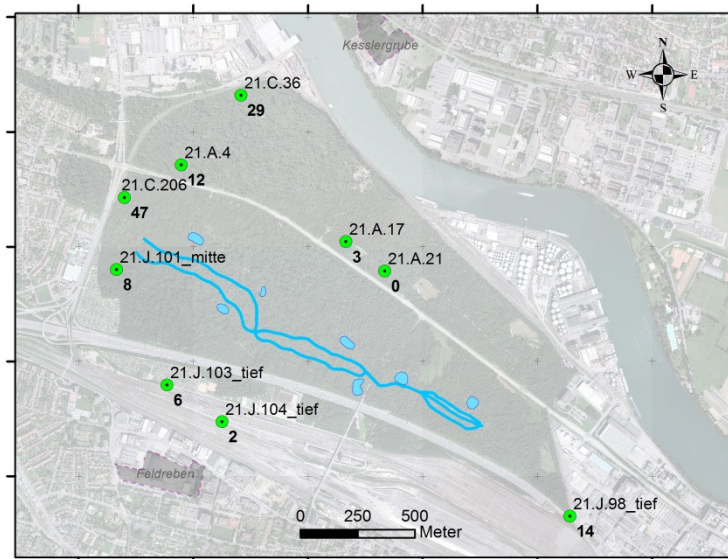 Kesslergrube
N
W E
S
21.C.36
29
21.A.4
12
21.C.206
47
21.A.17
3
21.A.21
0
21.J.101_mitte
8
21.J.103_tief
6
21.J.104_tief
2
Feldreben
21.J.98_tief
14
0 250 500
Meter